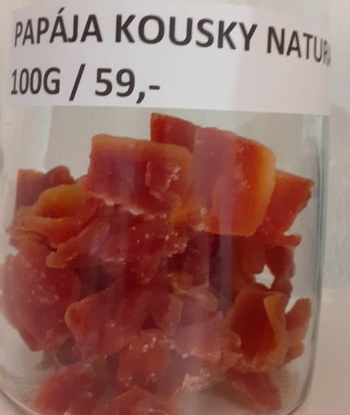 PAPÁJA KOUSKY NATUR
100G / 59,-